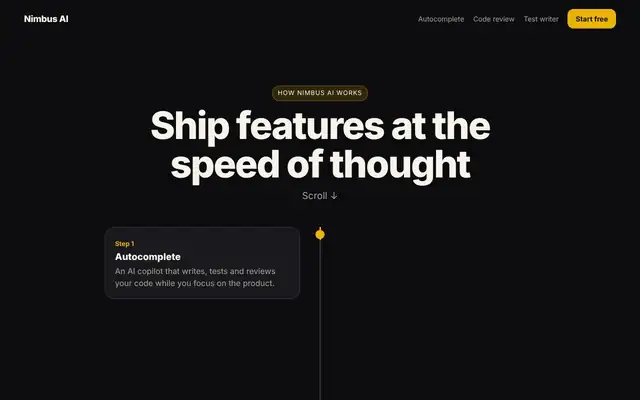 Nimbus AI
Autocomplete
Code review
Test writer
Start free
HOW NIMBUS AI WORKS
Ship features at the
speed of thought
Scroll ↓
Step 1
Autocomplete
An AI copilot that writes, tests and reviews
your code while you focus on the product.